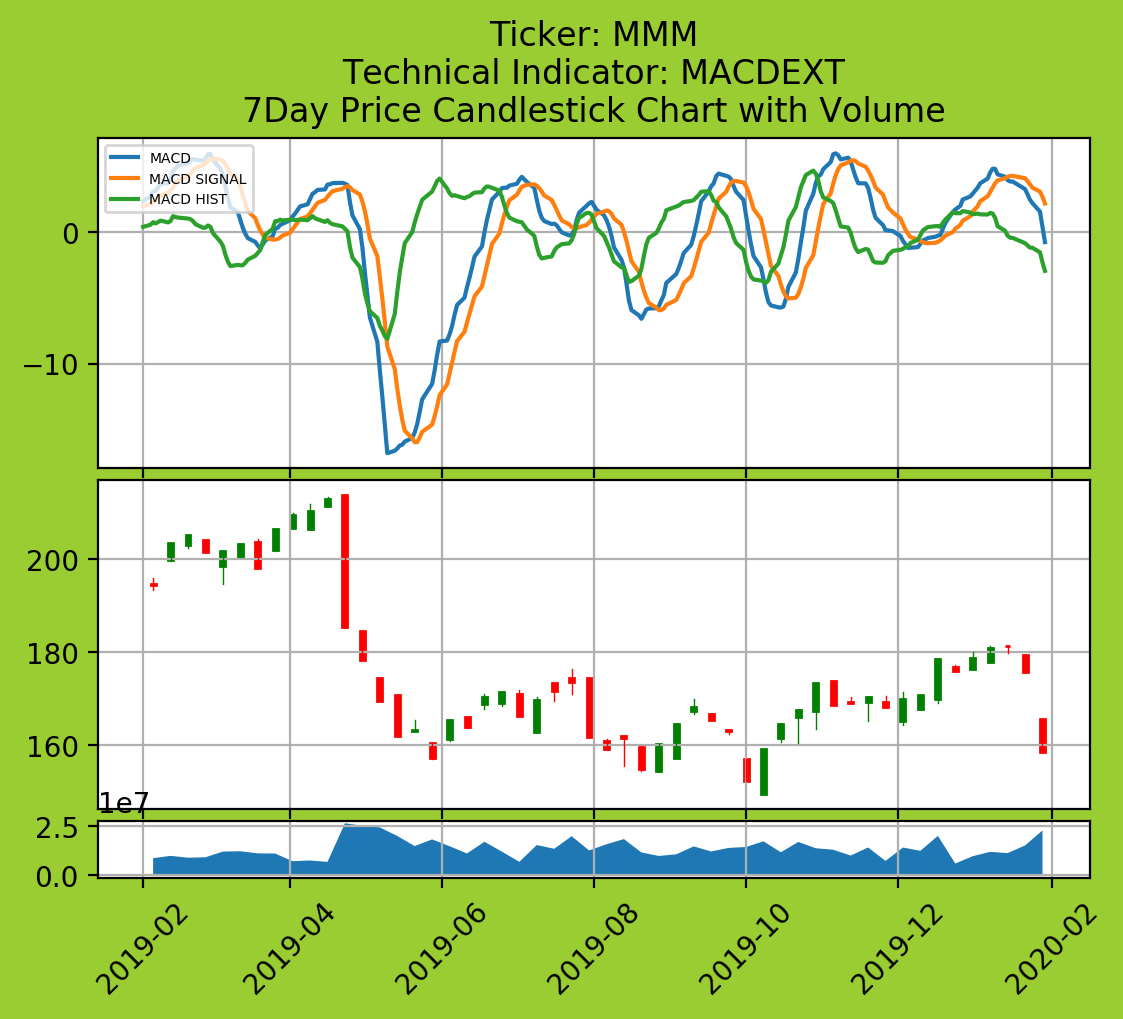 Ticker: MMM
Technical Indicator: MACDEXT
7Day Price Candlestick Chart with Volume
MACD
MACD SIGNAL
MACD HIST
0
−10
200
180
160
1e7
2.5
0.0
2019-02
2019-04
2019-06
2019-08
2019-10
2019-12
2020-02